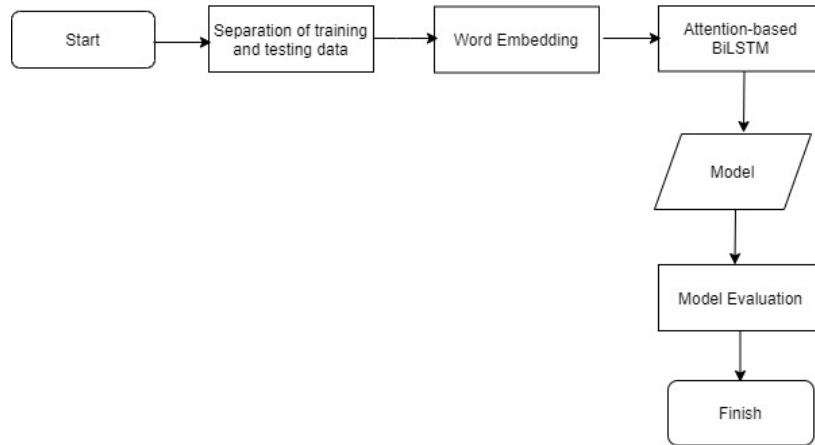 Start
Separation of training
and testing data
Word Embedding
Attention-based
BiLSTM
Model
Model Evaluation
Finish